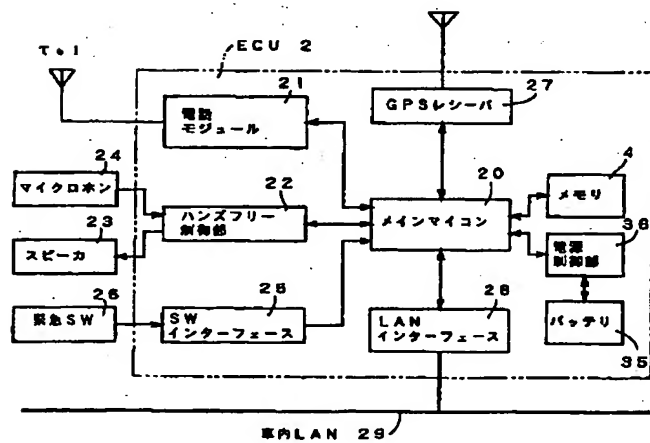 Tel
ECU 2
21
電話
モジュール
GPSレシーバ
27
24
マイクロホン
22
ハンズフリー
制御部
20
メインマイコン
4
メモリ
23
スピーカ
36
電源
制御部
26
緊急SW
25
SW
インターフェース
28
LAN
インターフェース
バッテリ
35
車内LAN 29